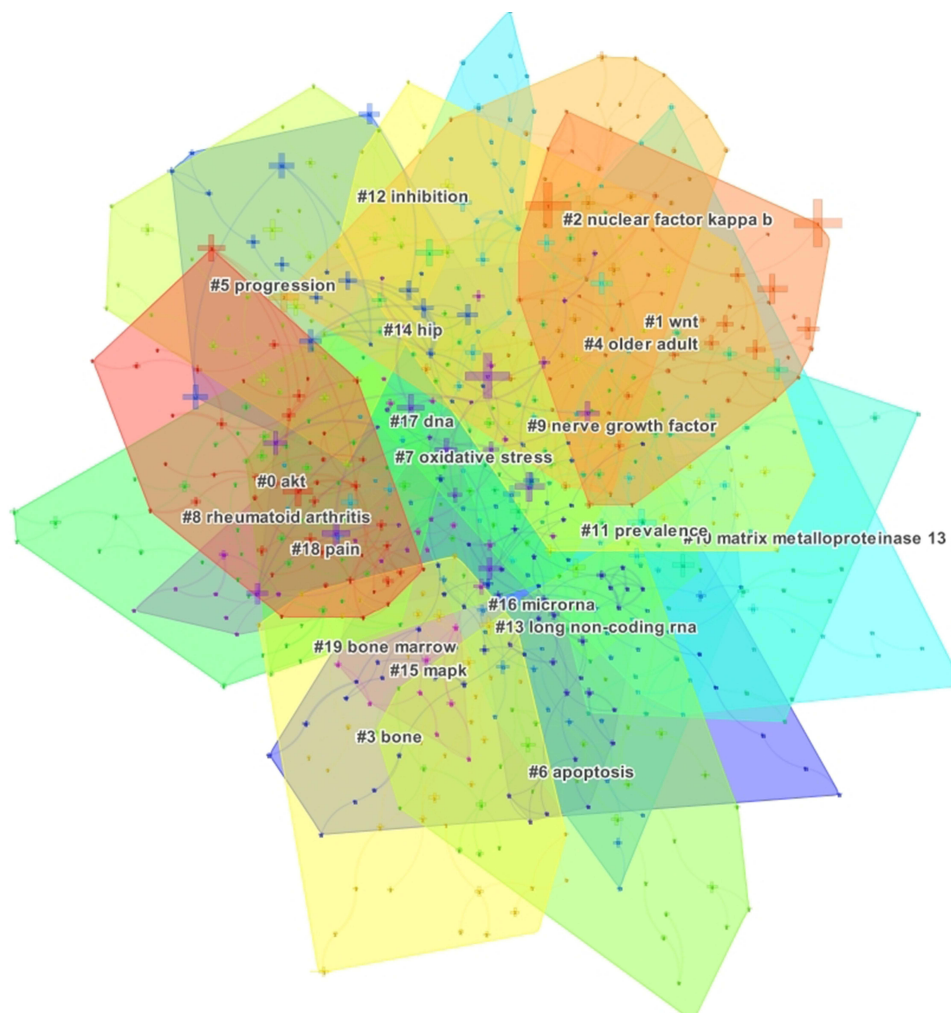 #12 inhibition
#2 nuclear factor kappa b
#5 progression
#1 wnt
#14 hip
#4 older adult
#17 dna
#9 nerve growth factor
#7 oxidative stress
#0 akt
#8 rheumatoid arthritis
#11 prevalence
#10 matrix metalloproteinase 13
#18 pain
#16 microrna
#13 long non-coding rna
#19 bone marrow
#15 mapk
#3 bone
#6 apoptosis